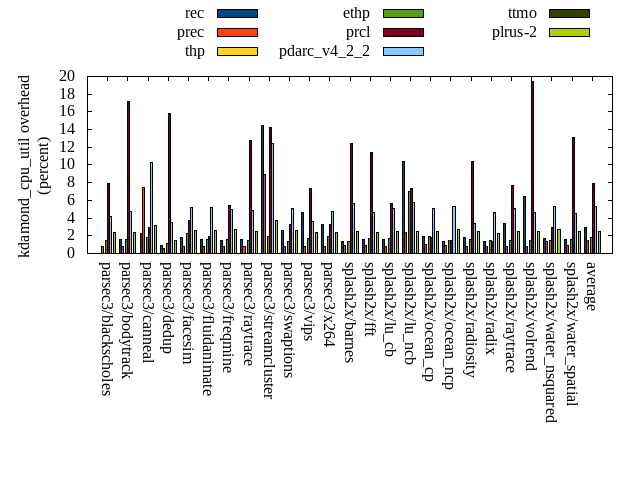 rec
prec
thp
ethp
prcl
pdarc_v4_2_2
ttmo
plrus-2
kdamond_cpu_util overhead
(percent)
20
18
16
14
12
10
8
6
4
2
0
parsec3/blackscholes
parsec3/bodytrack
parsec3/canneal
parsec3/dedup
parsec3/facesim
parsec3/fluidanimate
parsec3/freqmine
parsec3/raytrace
parsec3/streamcluster
parsec3/swaptions
parsec3/vips
parsec3/x264
splash2x/barnes
splash2x/fft
splash2x/lu_cb
splash2x/lu_ncb
splash2x/ocean_cp
splash2x/ocean_ncp
splash2x/radiosity
splash2x/radix
splash2x/raytrace
splash2x/volrend
splash2x/water_nsquared
splash2x/water_spatial
average